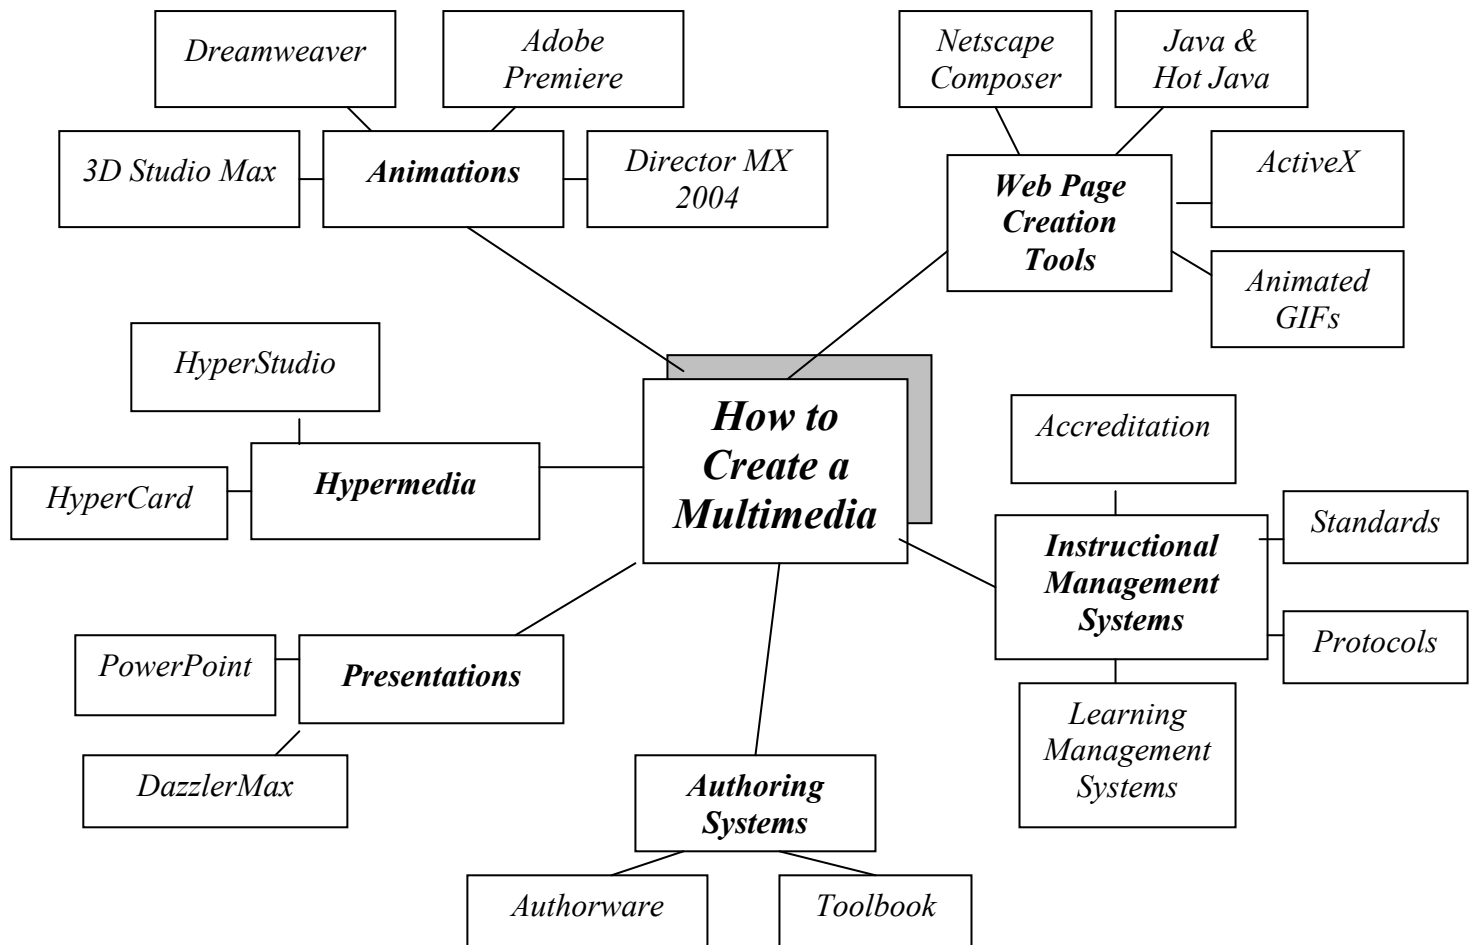 Dreamweaver
Adobe
Premiere
3D Studio Max
Animations
Director MX
2004
Netscape
Composer
Java &
Hot Java
Web Page
Creation
Tools
ActiveX
Animated
GIFs
HyperStudio
HyperCard
Hypermedia
How to
Create a
Multimedia
Accreditation
Instructional
Management
Systems
Standards
Protocols
Learning
Management
Systems
PowerPoint
Presentations
DazzlerMax
Authoring
Systems
Authorware
Toolbook